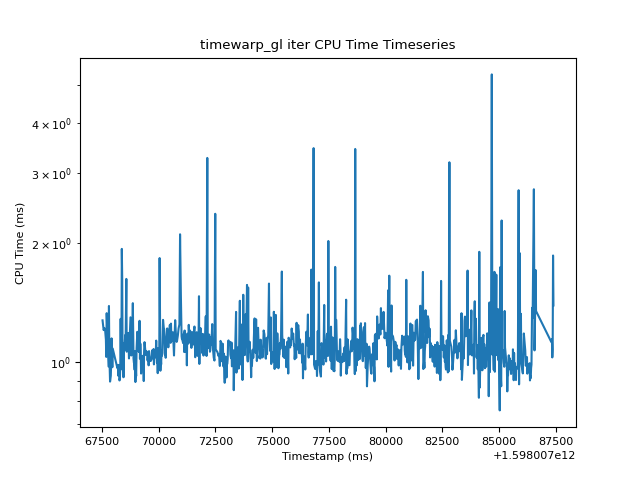 timewarp_gl iter CPU Time Timeseries
CPU Time (ms)
4 × 10⁰
3 × 10⁰
2 × 10⁰
10⁰
67500 70000 72500 75000 77500 80000 82500 85000 87500
Timestamp (ms)
+1.598007e12